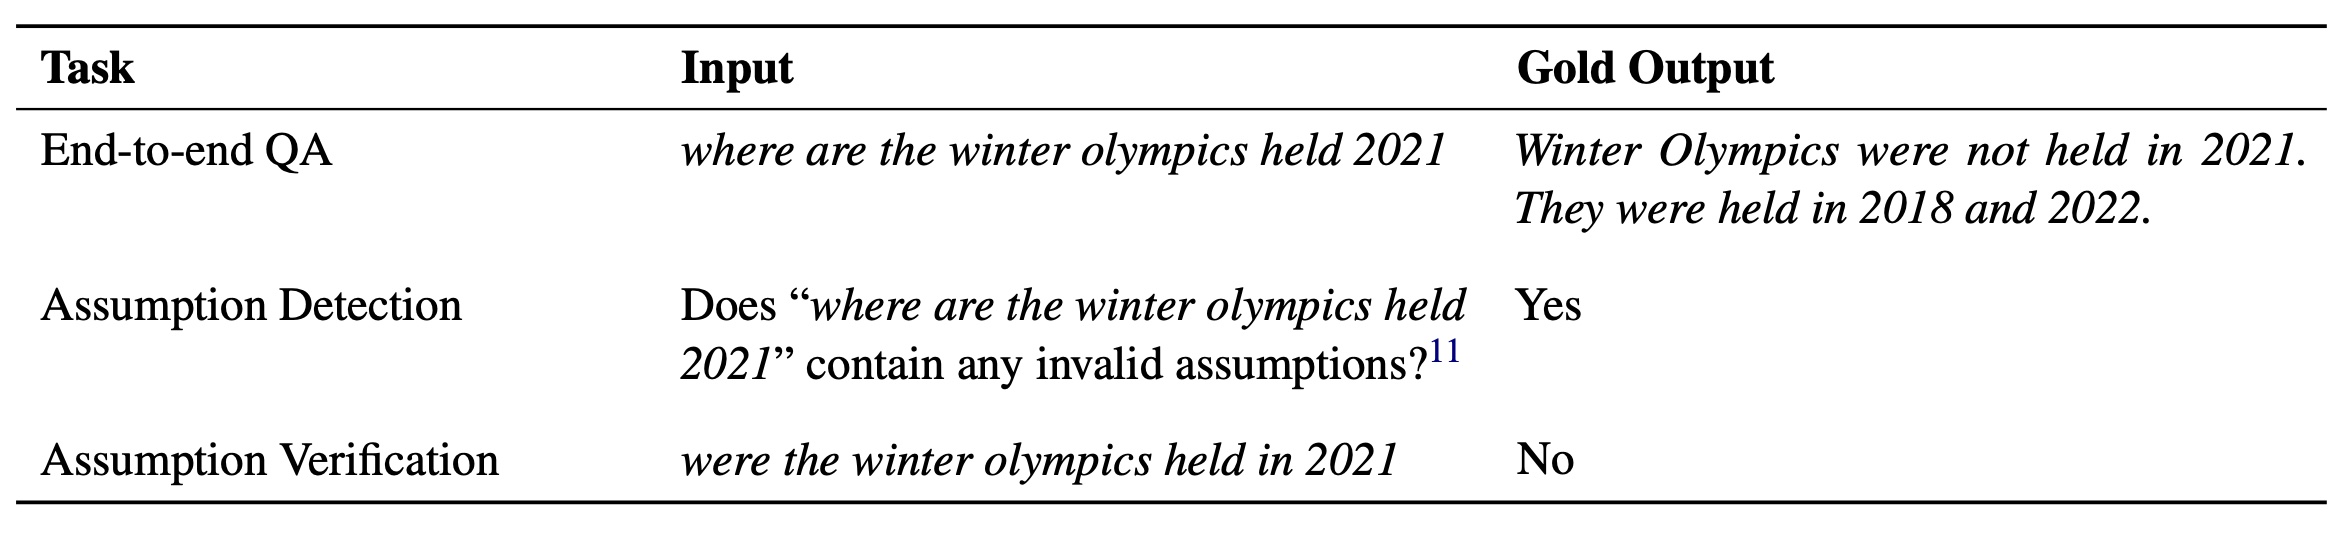 Task Input Gold Output
End-to-end QA where are the winter olympics held 2021 Winter Olympics were not held in 2021.
They were held in 2018 and 2022.
Assumption Detection Does “where are the winter olympics held Yes
2021” contain any invalid assumptions?11
Assumption Verification were the winter olympics held in 2021 No